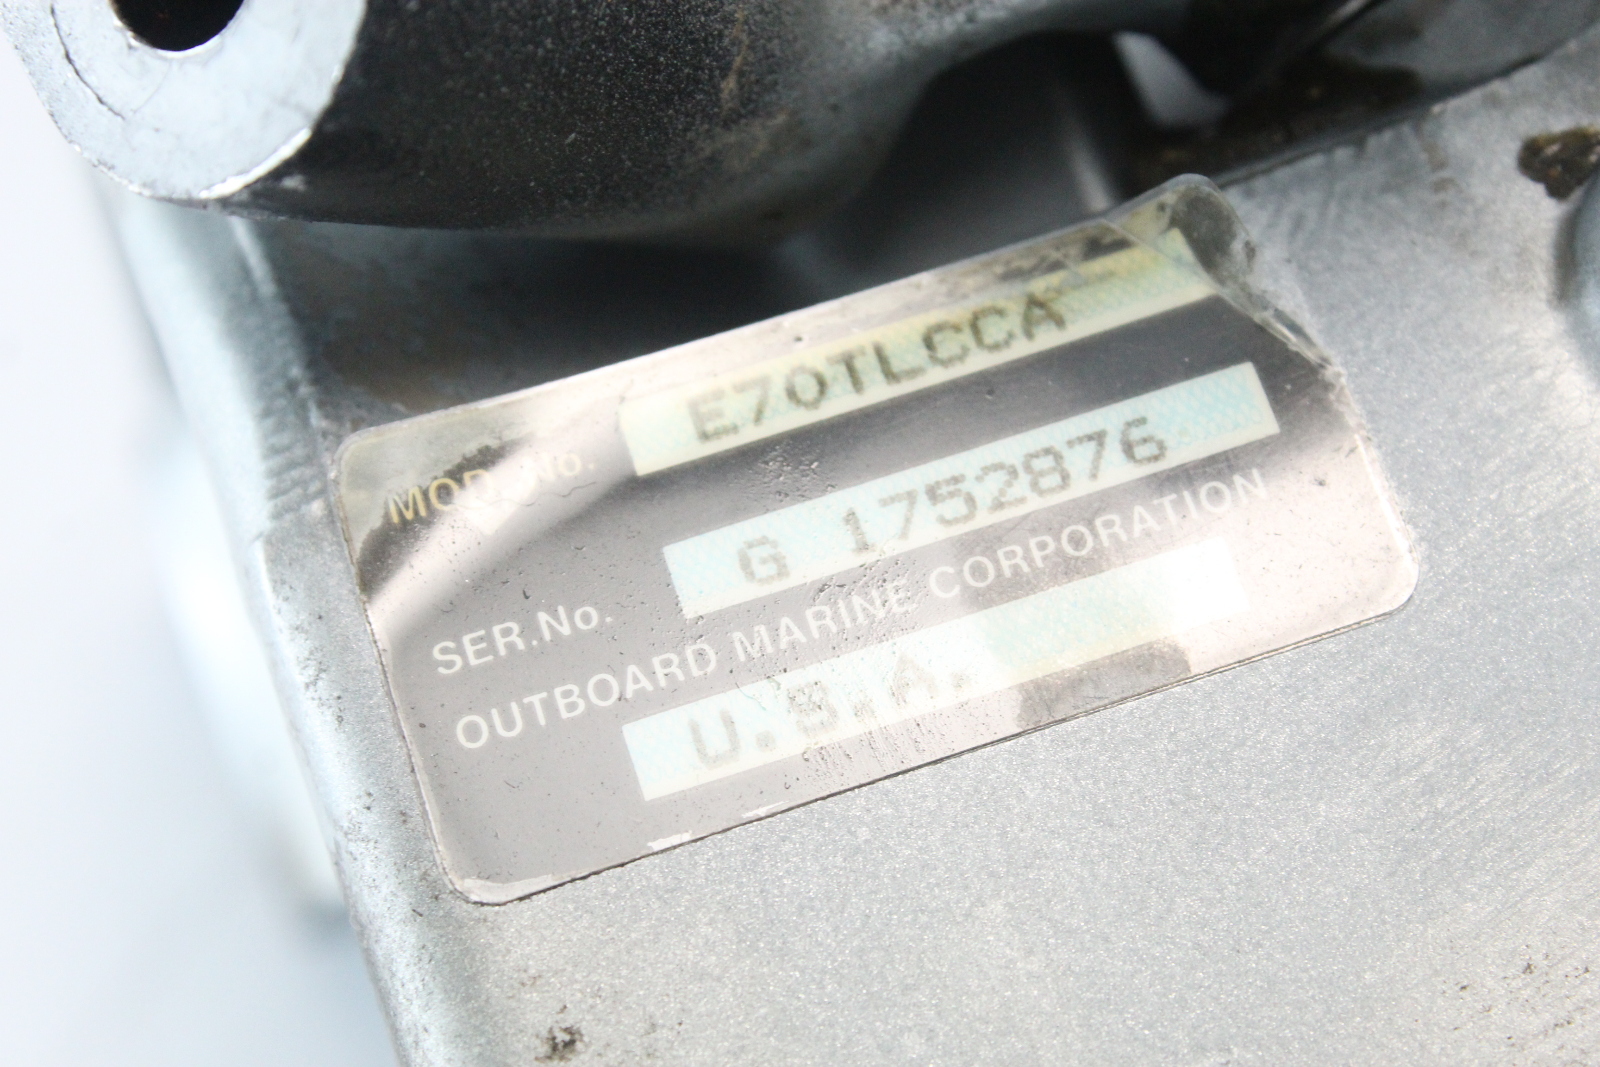 MOD. No. E70TLCCA
SER.No. G 1752876
OUTBOARD MARINE CORPORATION
U.S.A.